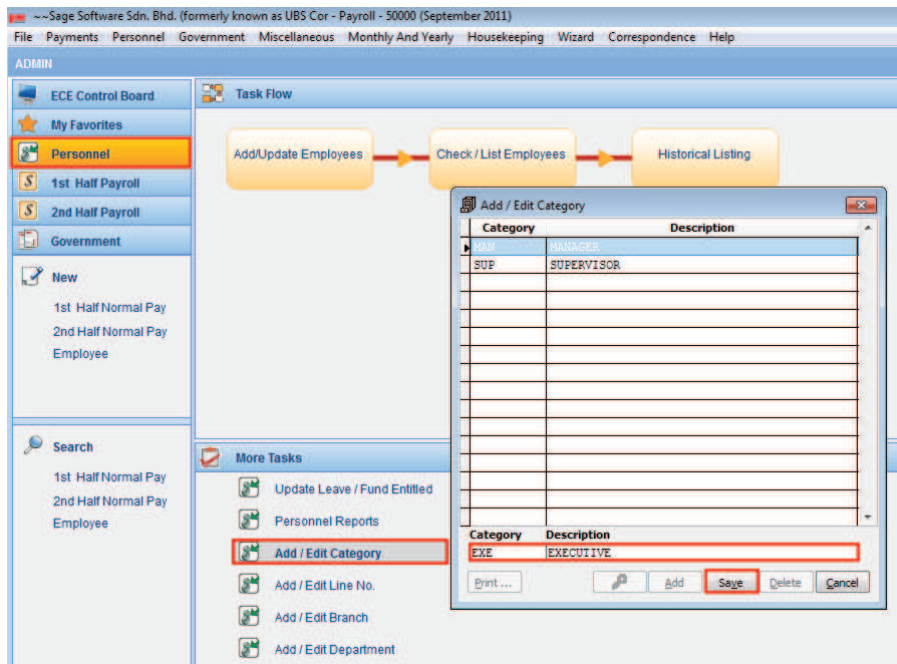 ~~Sage Software Sdn. Bhd. (formerly known as UBS Cor - Payroll - 50000 (September 2011)
File Payments Personnel Government Miscellaneous Monthly And Yearly Housekeeping Wizard Correspondence Help
ADMIN
ECE Control Board
My Favorites
Personnel
1st Half Payroll
2nd Half Payroll
Government
New
1st Half Normal Pay
2nd Half Normal Pay
Employee
Search
1st Half Normal Pay
2nd Half Normal Pay
Employee
Task Flow
Add/Update Employees
Check / List Employees
Historical Listing
More Tasks
Update Leave / Fund Entitled
Personnel Reports
Add / Edit Category
Add / Edit Line No.
Add / Edit Branch
Add / Edit Department
Add / Edit Category
Category Description
MAN MANAGER
SUP SUPERVISOR
Category Description
EXE EXECUTIVE
Print ... Add Save Delete Cancel